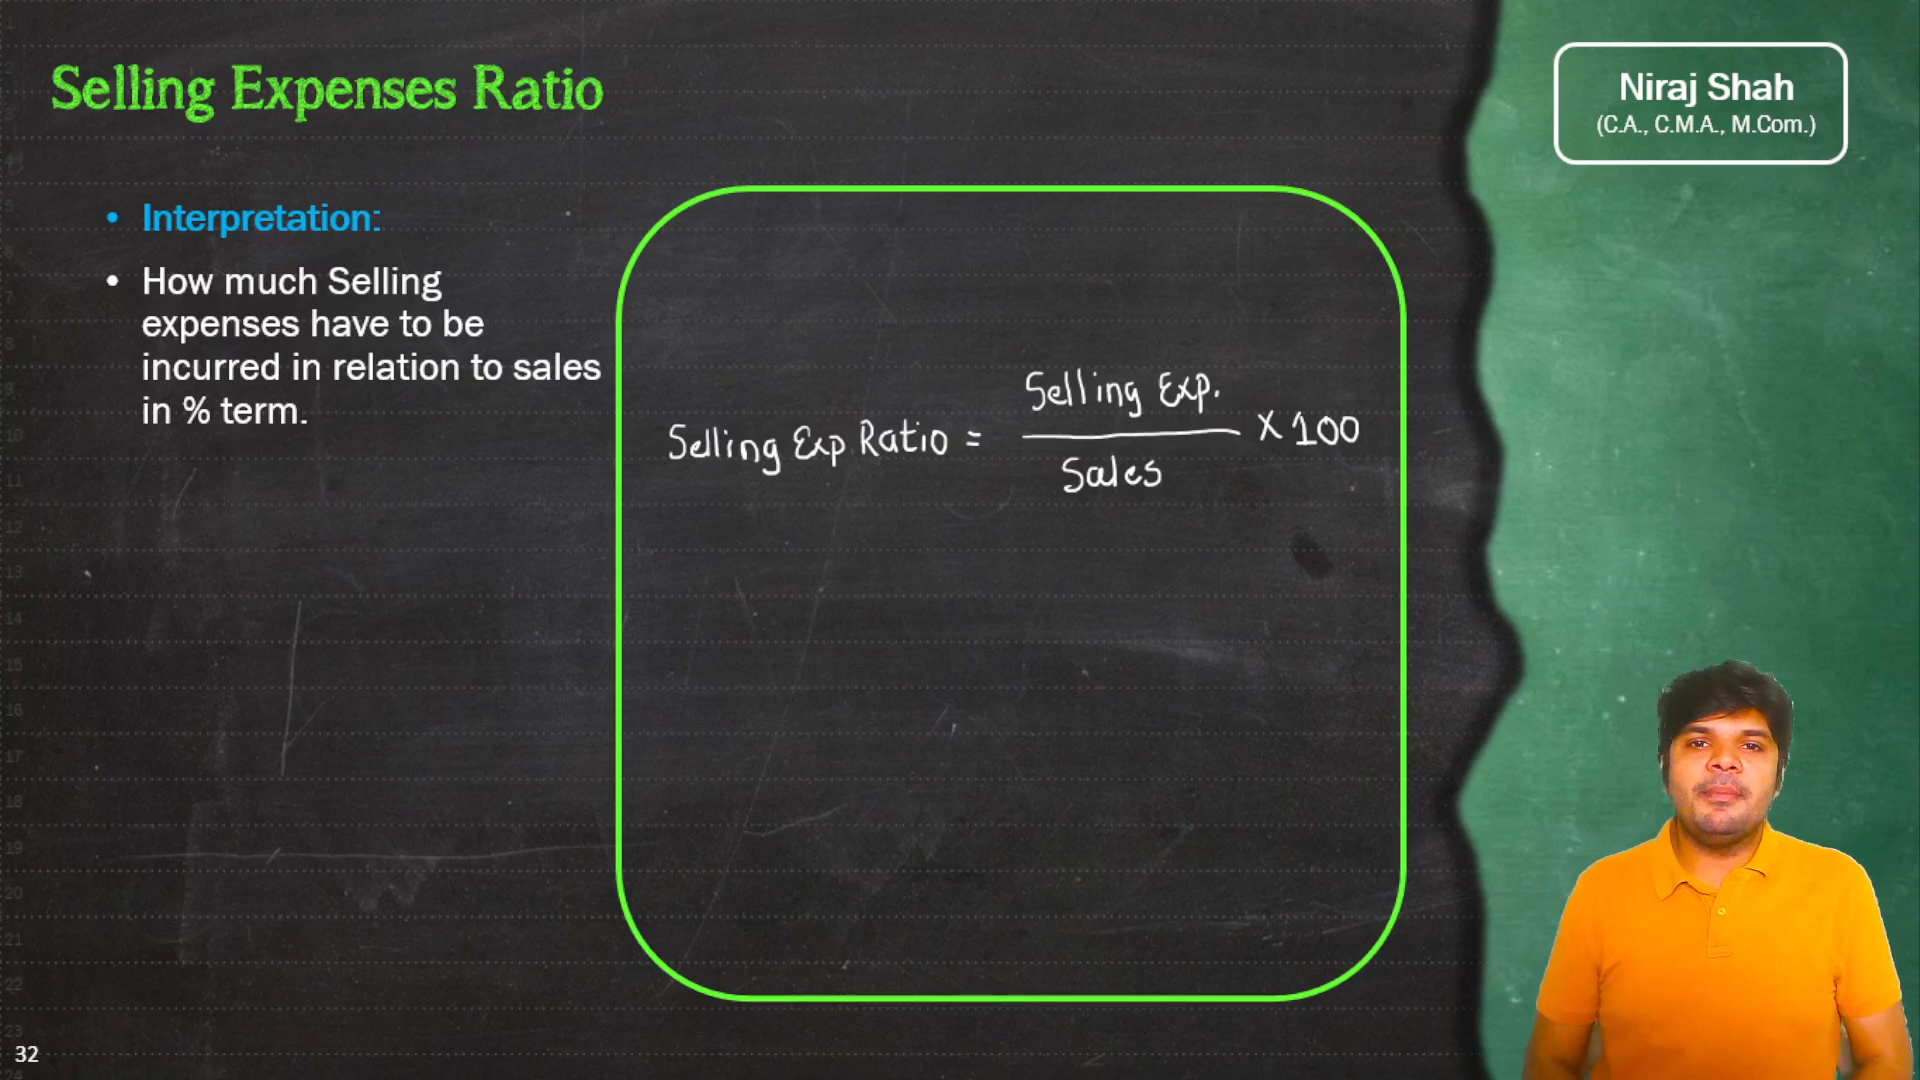 Selling Expenses Ratio
Niraj Shah
(C.A., C.M.A., M.Com.)
• Interpretation:
• How much Selling
expenses have to be
incurred in relation to sales
in % term.
Selling Exp Ratio = Selling Exp. / Sales × 100
32